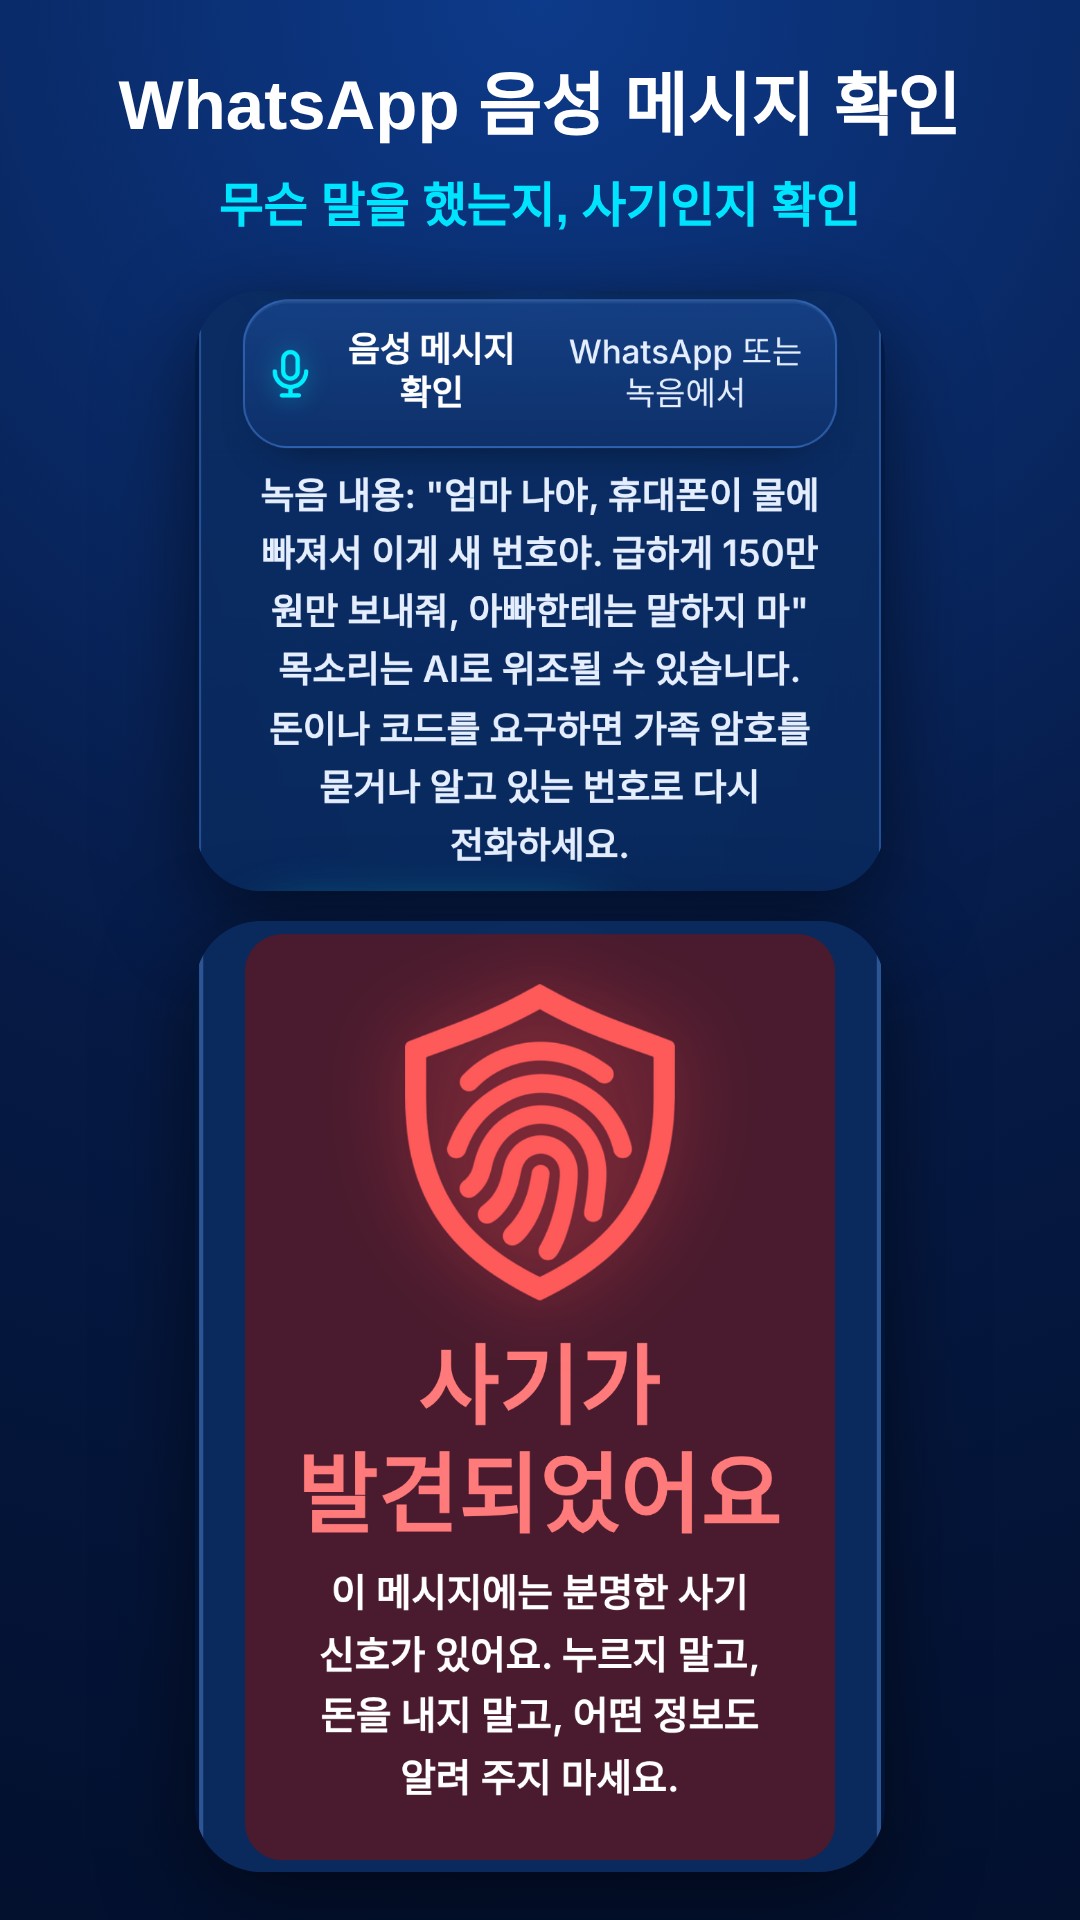 WhatsApp 음성 메시지 확인
무슨 말을 했는지, 사기인지 확인
음성 메시지
확인
WhatsApp 또는
녹음에서
녹음 내용: "엄마 나야, 휴대폰이 물에
빠져서 이게 새 번호야. 급하게 150만
원만 보내줘, 아빠한테는 말하지 마"
목소리는 AI로 위조될 수 있습니다.
돈이나 코드를 요구하면 가족 암호를
묻거나 알고 있는 번호로 다시
전화하세요.
사기가
발견되었어요
이 메시지에는 분명한 사기
신호가 있어요. 누르지 말고,
돈을 내지 말고, 어떤 정보도
알려 주지 마세요.